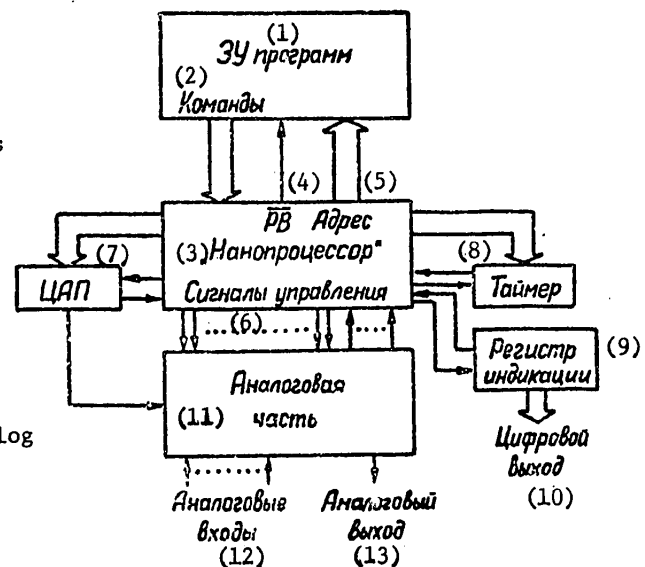 (1)
ЗУ программ
(2)
Команды
s
(4) (5)
P̅B̅ Адрес
(3) Нанопроцессор"
(7)
(8)
ЦАП
Сигналы управления
Таймер
(6)
Регистр
индикации
(9)
Аналоговая
(11) часть
log
Цифровой
выход
(10)
Аналоговые
входы
(12)
Аналоговый
выход
(13)